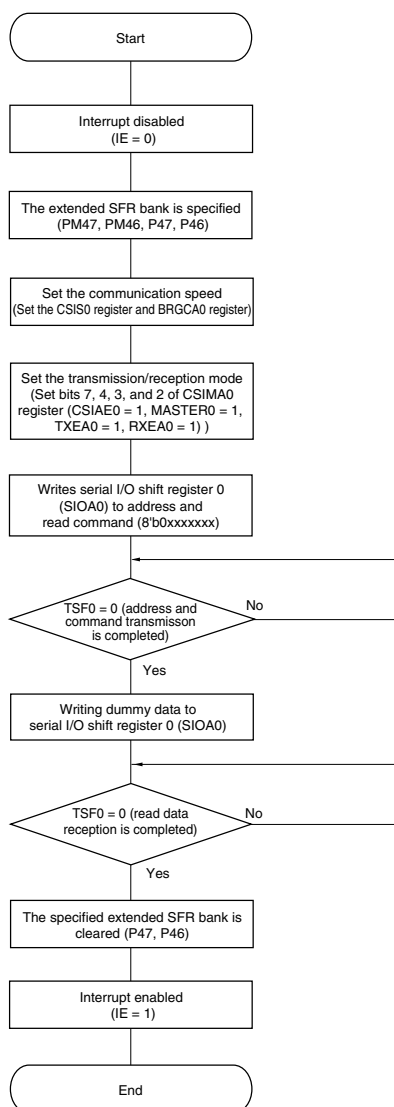 Start
Interrupt disabled
(IE = 0)
The extended SFR bank is specified
(PM47, PM46, P47, P46)
Set the communication speed
(Set the CSIS0 register and BRGCA0 register)
Set the transmission/reception mode
(Set bits 7, 4, 3, and 2 of CSIMA0
register (CSIAE0 = 1, MASTER0 = 1,
TXEA0 = 1, RXEA0 = 1) )
Writes serial I/O shift register 0
(SIOA0) to address and
read command (8'b0xxxxxxx)
TSF0 = 0 (address and
command transmisson
is completed)
No
Yes
Writing dummy data to
serial I/O shift register 0 (SIOA0)
TSF0 = 0 (read data
reception is completed)
No
Yes
The specified extended SFR bank is
cleared (P47, P46)
Interrupt enabled
(IE = 1)
End